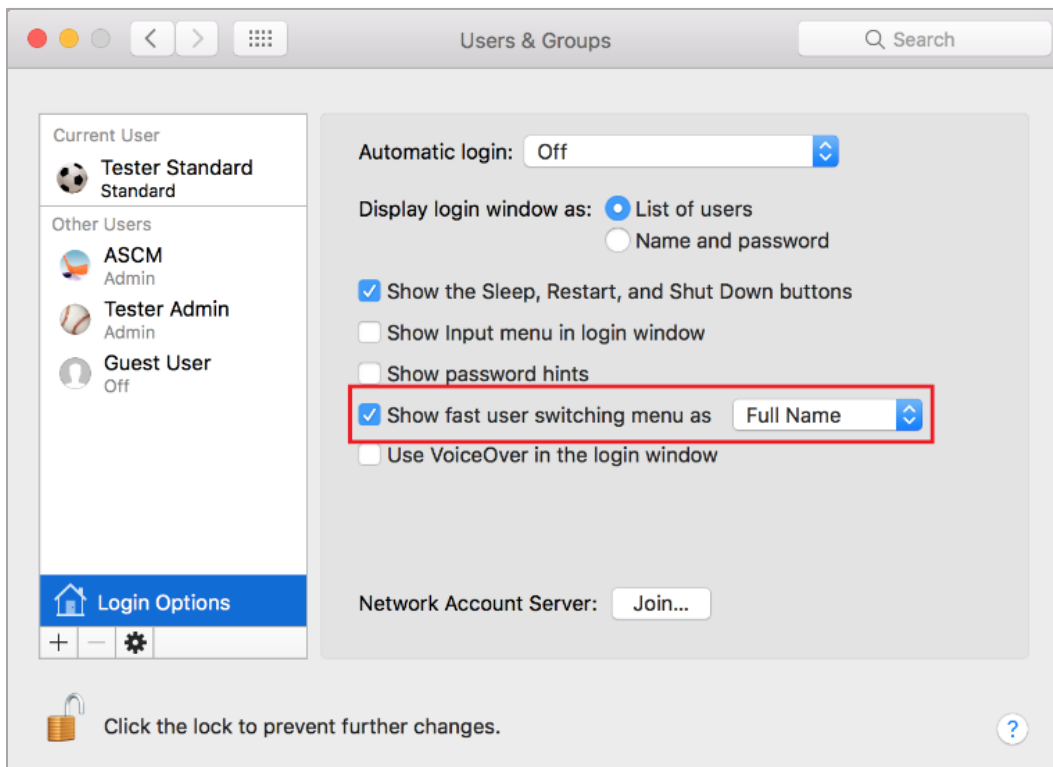 Users & Groups
Search
Current User
Tester Standard
Standard
Other Users
ASCM
Admin
Tester Admin
Admin
Guest User
Off
Login Options
Automatic login: Off
Display login window as: List of users
Name and password
Show the Sleep, Restart, and Shut Down buttons
Show Input menu in login window
Show password hints
Show fast user switching menu as Full Name
Use VoiceOver in the login window
Network Account Server: Join...
Click the lock to prevent further changes.
?